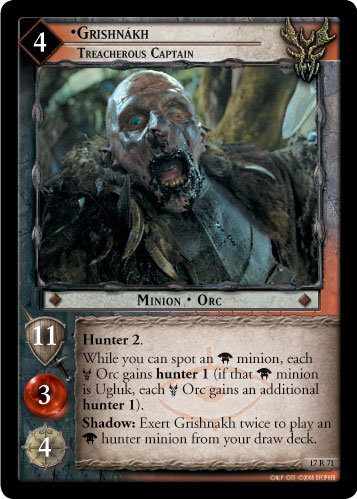 4
•Grishnákh
Treacherous Captain
Minion • Orc
11
3
4
Hunter 2.
While you can spot an minion, each
Orc gains hunter 1 (if that minion
is Ugluk, each Orc gains an additional
hunter 1).
Shadow: Exert Grishnakh twice to play an
hunter minion from your draw deck.
17 R 71